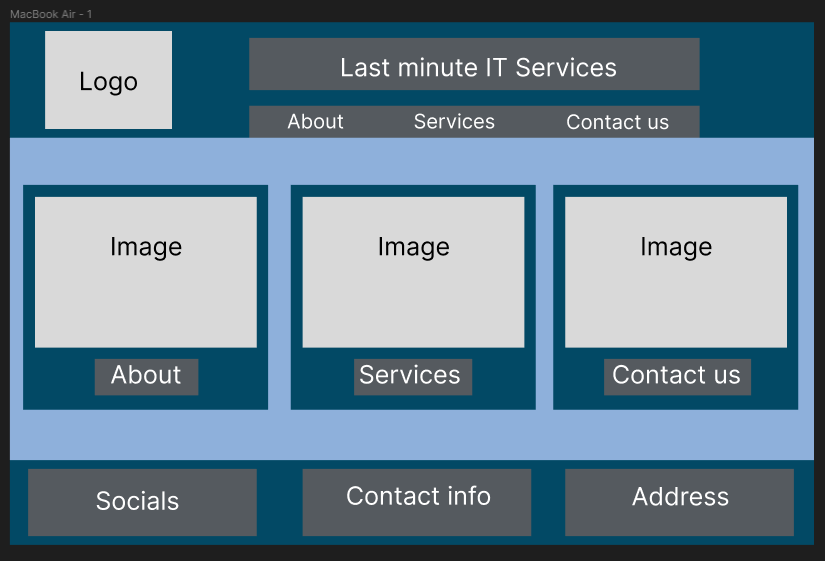 MacBook Air - 1
Logo
Last minute IT Services
About
Services
Contact us
Image
Image
Image
About
Services
Contact us
Socials
Contact info
Address